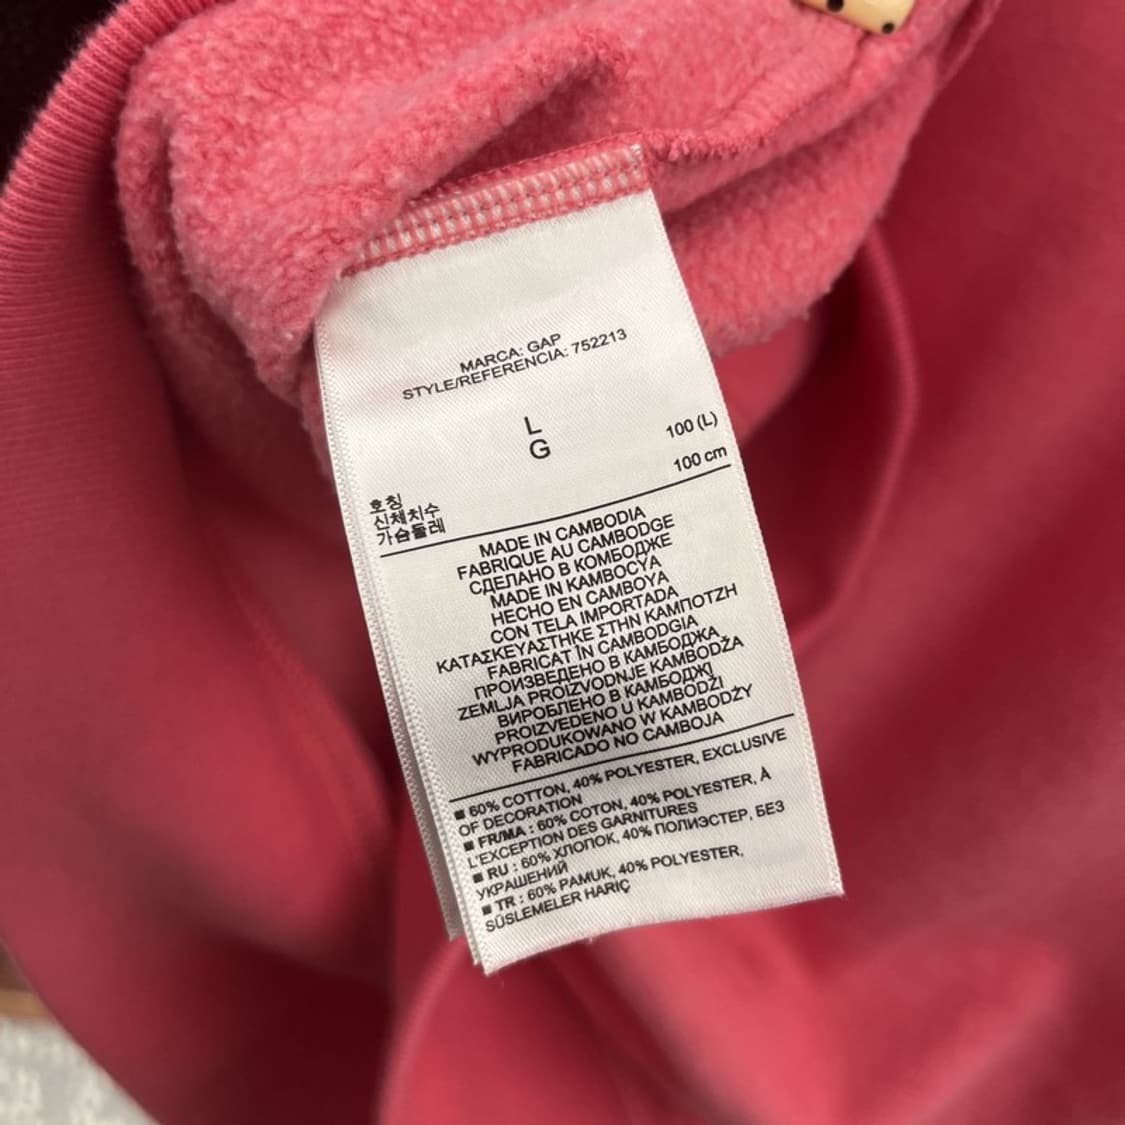 MARCA: GAP
STYLE/REFERENCIA: 752213
L
G
100 (L)
100 cm
호칭
신체치수
가슴둘레
MADE IN CAMBODIA
FABRIQUE AU CAMBODGE
СДЕЛАНО В КОМБОДЖЕ
MADE IN KAMBOCYA
HECHO EN CAMBOYA
CON TELA IMPORTADA
ΚΑΤΑΣΚΕΥΑΣΤΗΚΕ ΣΤΗΝ ΚΑΜΠΟΤΖΗ
FABRICAT ÎN CAMBODGIA
ПРОИЗВЕДЕНО В КАМБОДЖА
ZEMLJA PROIZVODNJE KAMBODŽA
ВИРОБЛЕНО В КАМБОДЖІ
PROIZVEDENO U KAMBODŽI
WYPRODUKOWANO W KAMBODŻY
FABRICADO NO CAMBOJA
■ 60% COTTON, 40% POLYESTER, EXCLUSIVE
OF DECORATION
■ FR/MA : 60% COTON, 40% POLYESTER, À
L'EXCEPTION DES GARNITURES
■ RU : 60% ХЛОПОК, 40% ПОЛИЭСТЕР, БЕЗ
УКРАШЕНИЙ
■ TR : 60% PAMUK, 40% POLYESTER,
SÜSLEMELER HARIÇ